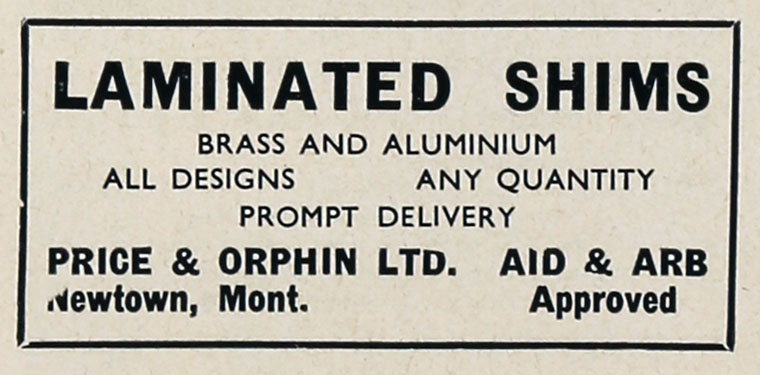 LAMINATED SHIMS
BRASS AND ALUMINIUM
ALL DESIGNS ANY QUANTITY
PROMPT DELIVERY
PRICE & ORPHIN LTD. AID & ARB
Newtown, Mont. Approved